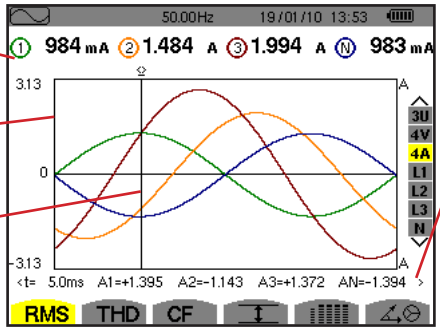 50.00Hz 19/01/10 13:53
1 984 mA 2 1.484 A 3 1.994 A N 983 mA
3.13
A
3U
4V
4A
0
L1
L2
L3
N
-3.13
A
<t= 5.0ms A1=+1.395 A2=-1.143 A3=+1.372 AN=-1.394 >
RMS THD CF